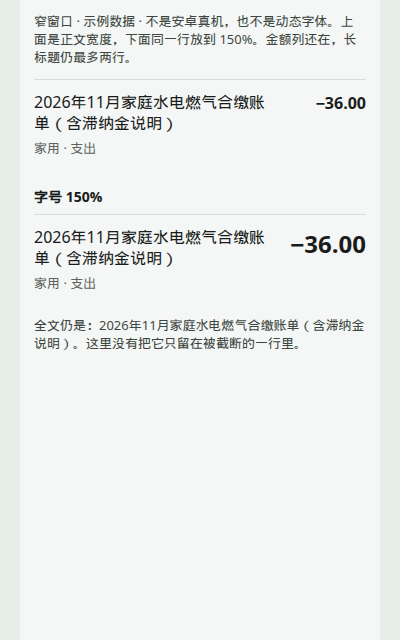 窄窗口 · 示例数据 · 不是安卓真机，也不是动态字体。上
面是正文宽度，下面同一行放到 150%。金额列还在，长
标题仍最多两行。
2026年11月家庭水电燃气合缴账
单（含滞纳金说明）
−36.00
家用 · 支出
字号 150%
2026年11月家庭水电燃气合缴账
单（含滞纳金说明）
−36.00
家用 · 支出
全文仍是：2026年11月家庭水电燃气合缴账单（含滞纳金
说明）。这里没有把它只留在被截断的一行里。